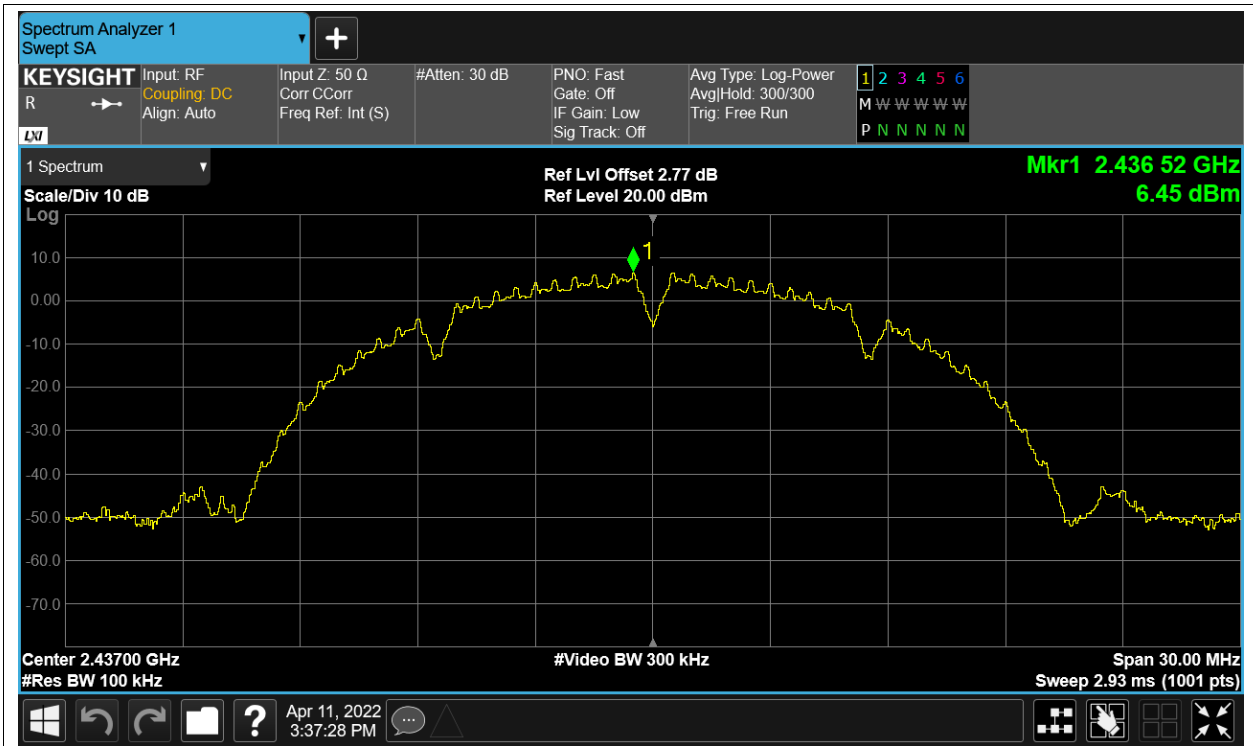 Spectrum Analyzer 1
Swept SA
KEYSIGHT
R
LXI
Input: RF
Coupling: DC
Align: Auto
Input Z: 50 Ω
Corr CCorr
Freq Ref: Int (S)
#Atten: 30 dB
PNO: Fast
Gate: Off
IF Gain: Low
Sig Track: Off
Avg Type: Log-Power
Avg|Hold: 300/300
Trig: Free Run
1 2 3 4 5 6
M W W W W W
P N N N N N
1 Spectrum
Scale/Div 10 dB
Ref Lvl Offset 2.77 dB
Ref Level 20.00 dBm
Mkr1 2.436 52 GHz
6.45 dBm
Log
1
10.0
0.00
-10.0
-20.0
-30.0
-40.0
-50.0
-60.0
-70.0
Center 2.43700 GHz
#Res BW 100 kHz
#Video BW 300 kHz
Span 30.00 MHz
Sweep 2.93 ms (1001 pts)
?
Apr 11, 2022
3:37:28 PM